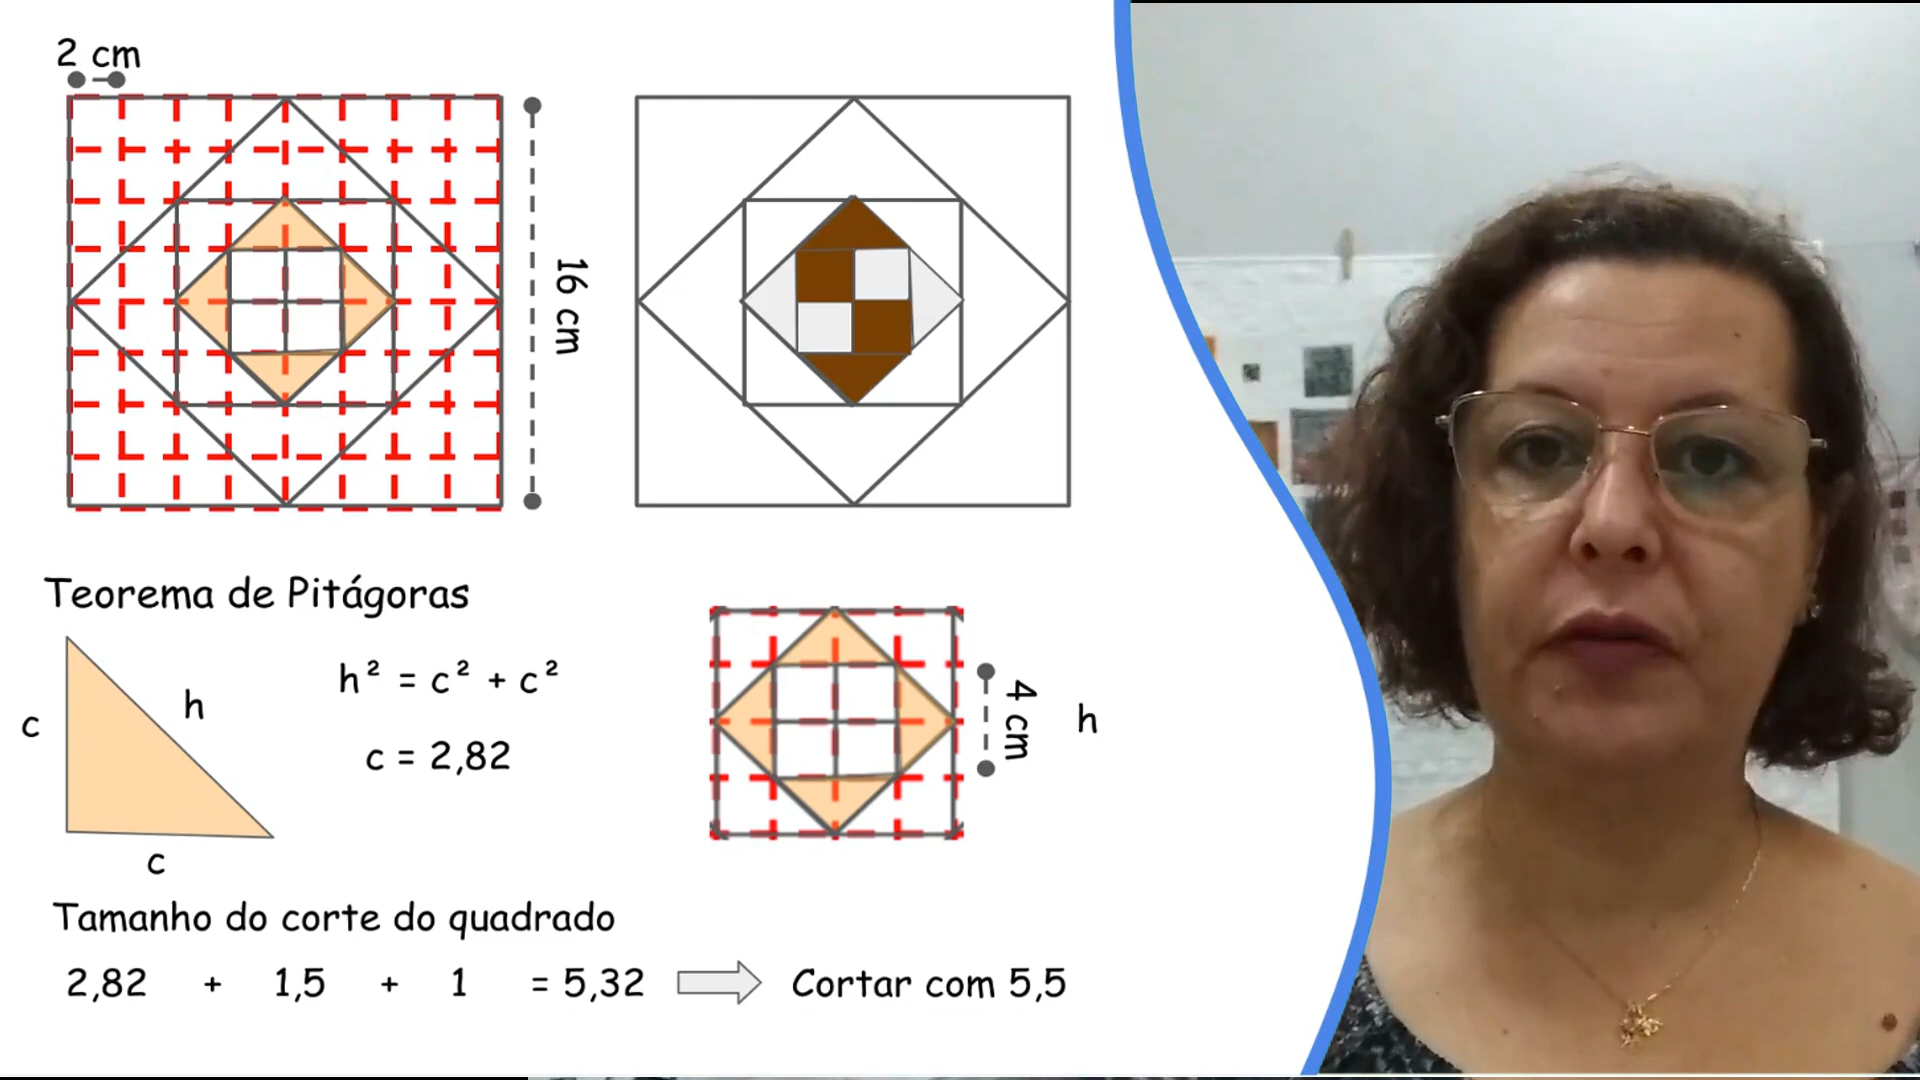 2 cm
16 cm
Teorema de Pitágoras
c
h
c
h² = c² + c²
c = 2,82
4 cm
h
Tamanho do corte do quadrado
2,82 + 1,5 + 1 = 5,32
Cortar com 5,5